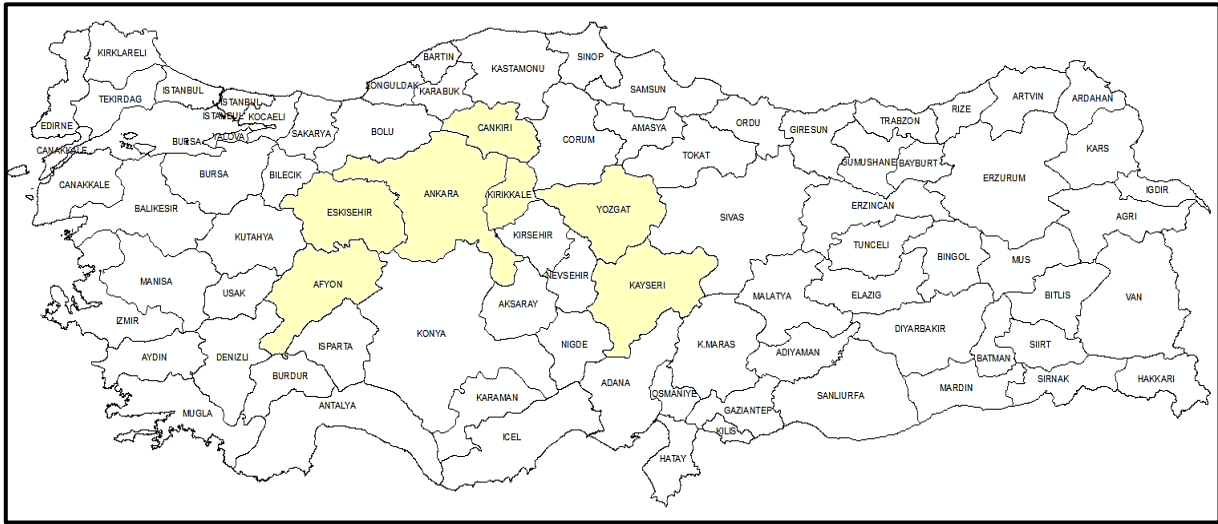 KIRKLARELI
BARTIN
SINOP
KASTAMONU
ZONGULDAK
KARABUK
SAMSUN
ISTANBUL
TEKIRDAG
ISTANBUL
ARTVIN
ARDAHAN
RIZE
ISTANBUL
KOCAELI
EDIRNE
SAKARYA
BOLU
CANKIRI
CORUM
AMASYA
ORDU
GIRESUN
TRABZON
YALOVA
BURSA
CANAKKALE
TOKAT
GUMUSHANE
BAYBURT
KARS
CANAKKALE
BURSA
BILECIK
ANKARA
KIRIKKALE
ERZURUM
IGDIR
BALIKESIR
ESKISEHIR
YOZGAT
SIVAS
ERZINCAN
AGRI
KUTAHYA
KIRSEHIR
TUNCELI
BINGOL
MUS
MANISA
USAK
AFYON
NEVSEHIR
KAYSERI
MALATYA
ELAZIG
BITLIS
VAN
AKSARAY
IZMIR
KONYA
DIYARBAKIR
AYDIN
DENIZLI
ISPARTA
NIGDE
K.MARAS
ADIYAMAN
BATMAN
SIIRT
BURDUR
ADANA
SIRNAK
HAKKARI
MARDIN
MUGLA
ANTALYA
KARAMAN
OSMANIYE
SANLIURFA
GAZIANTEP
ICEL
KILIS
HATAY